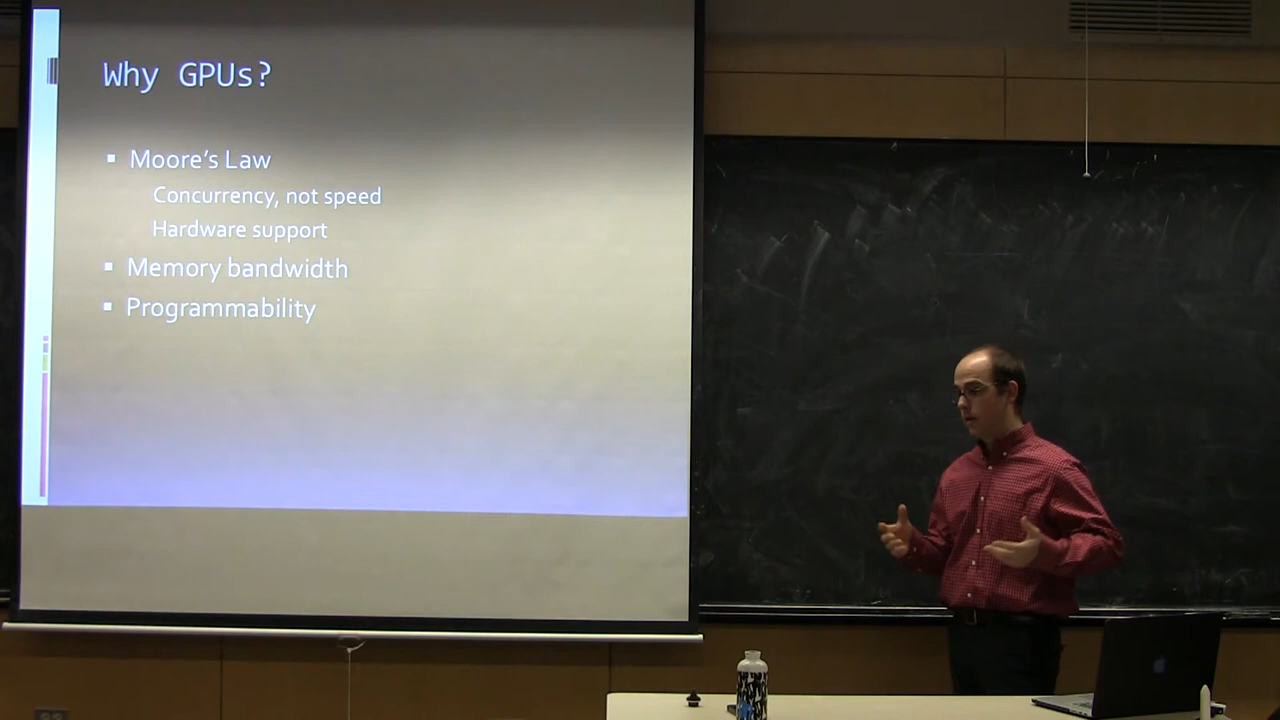 Why GPUs?
Moore's Law
Concurrency, not speed
Hardware support
Memory bandwidth
Programmability